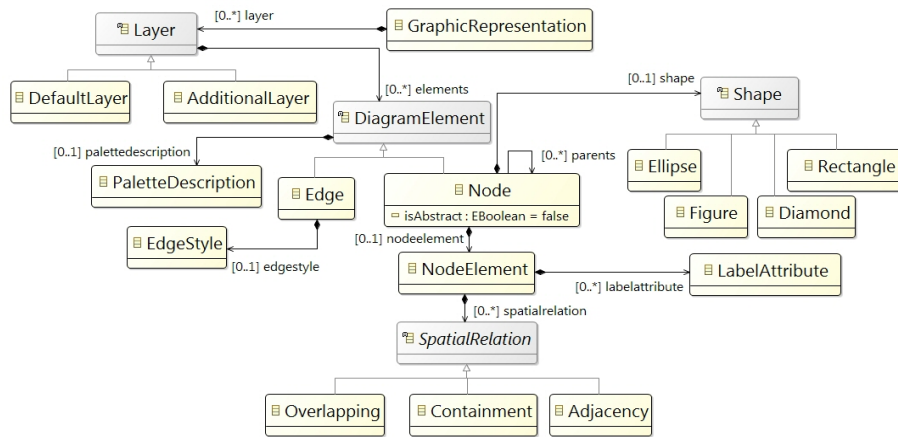 [0..*] layer
Layer
GraphicRepresentation
[0..1] shape
DefaultLayer
AdditionalLayer
[0..*] elements
Shape
DiagramElement
[0..1] palettedescription
[0..*] parents
PaletteDescription
Edge
Node
Ellipse
Rectangle
isAbstract : EBoolean = false
Figure
Diamond
EdgeStyle
[0..1] nodeelement
[0..1] edgestyle
NodeElement
LabelAttribute
[0..*] labelattribute
[0..*] spatialrelation
SpatialRelation
Overlapping
Containment
Adjacency